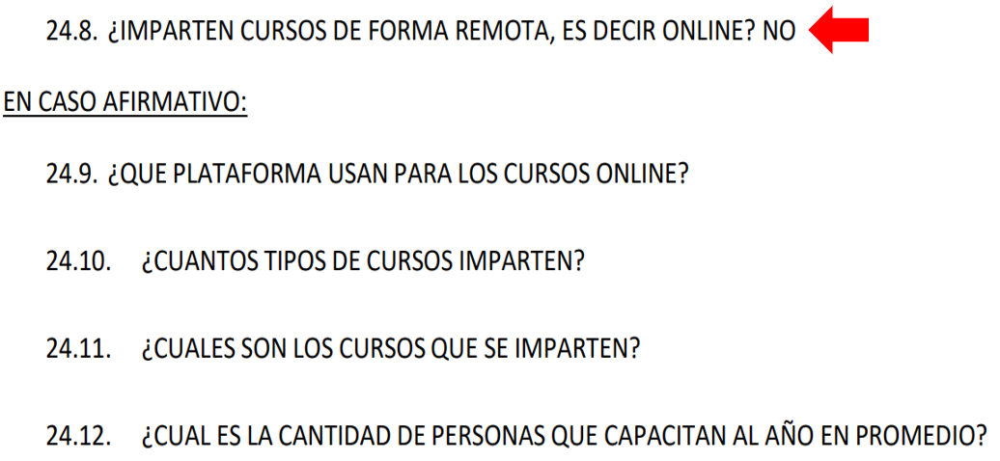 24.8. ¿IMPARTEN CURSOS DE FORMA REMOTA, ES DECIR ONLINE? NO
EN CASO AFIRMATIVO:
24.9. ¿QUE PLATAFORMA USAN PARA LOS CURSOS ONLINE?
24.10. ¿CUANTOS TIPOS DE CURSOS IMPARTEN?
24.11. ¿CUALES SON LOS CURSOS QUE SE IMPARTEN?
24.12. ¿CUAL ES LA CANTIDAD DE PERSONAS QUE CAPACITAN AL AÑO EN PROMEDIO?